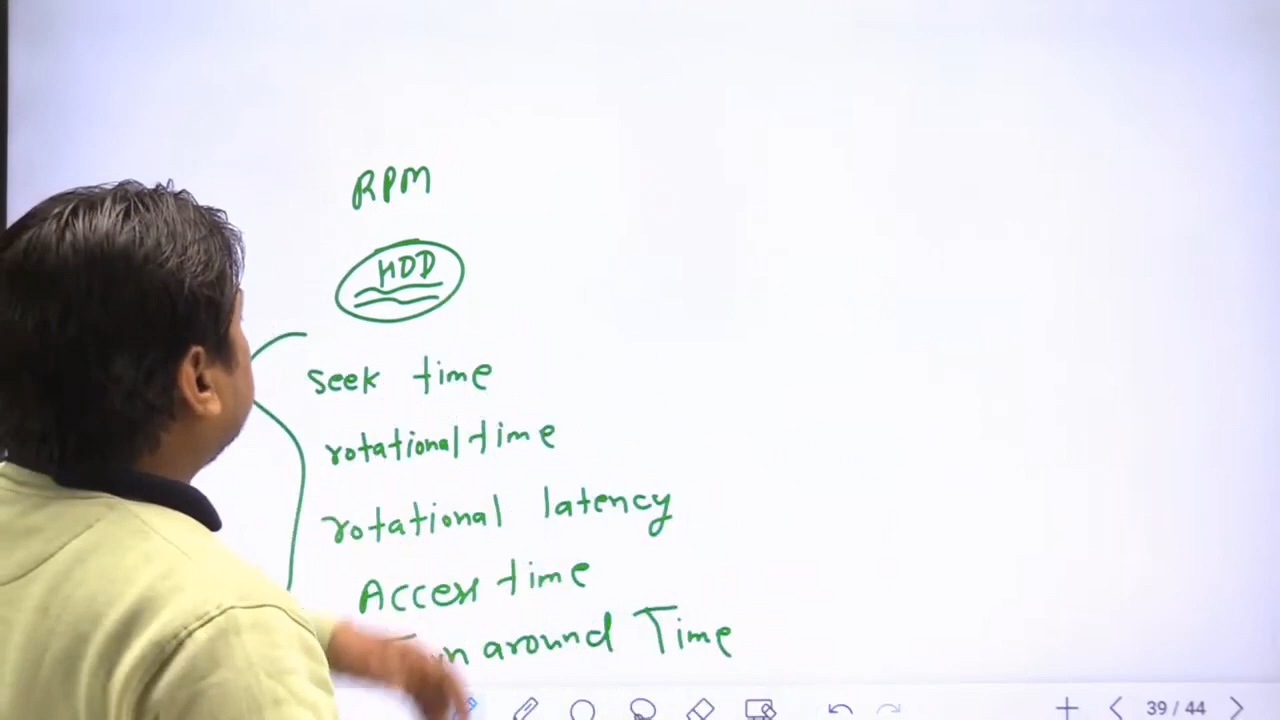 RPM
HDD
seek time
rotational time
rotational latency
Access time
around Time
39 / 44